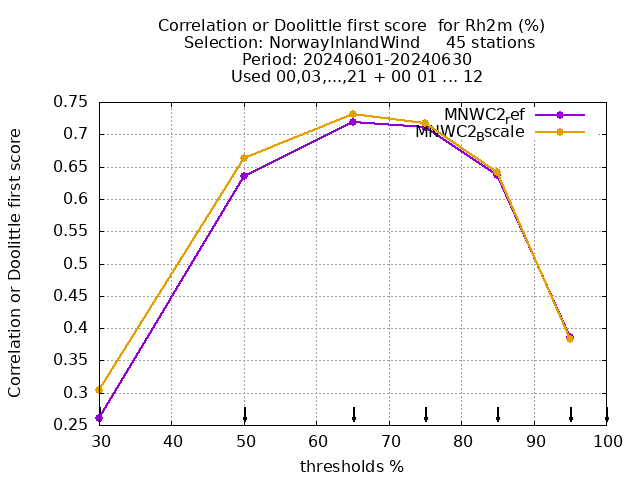 Correlation or Doolittle first score  for Rh2m (%)
Selection: NorwayInlandWind     45 stations
Period: 20240601-20240630
Used 00,03,...,21 + 00 01 ... 12
MNWC2_ref
MNWC2_Bscale
0.75
0.7
0.65
0.6
0.55
0.5
0.45
0.4
0.35
0.3
0.25
Correlation or Doolittle first score
30 40 50 60 70 80 90 100
thresholds %